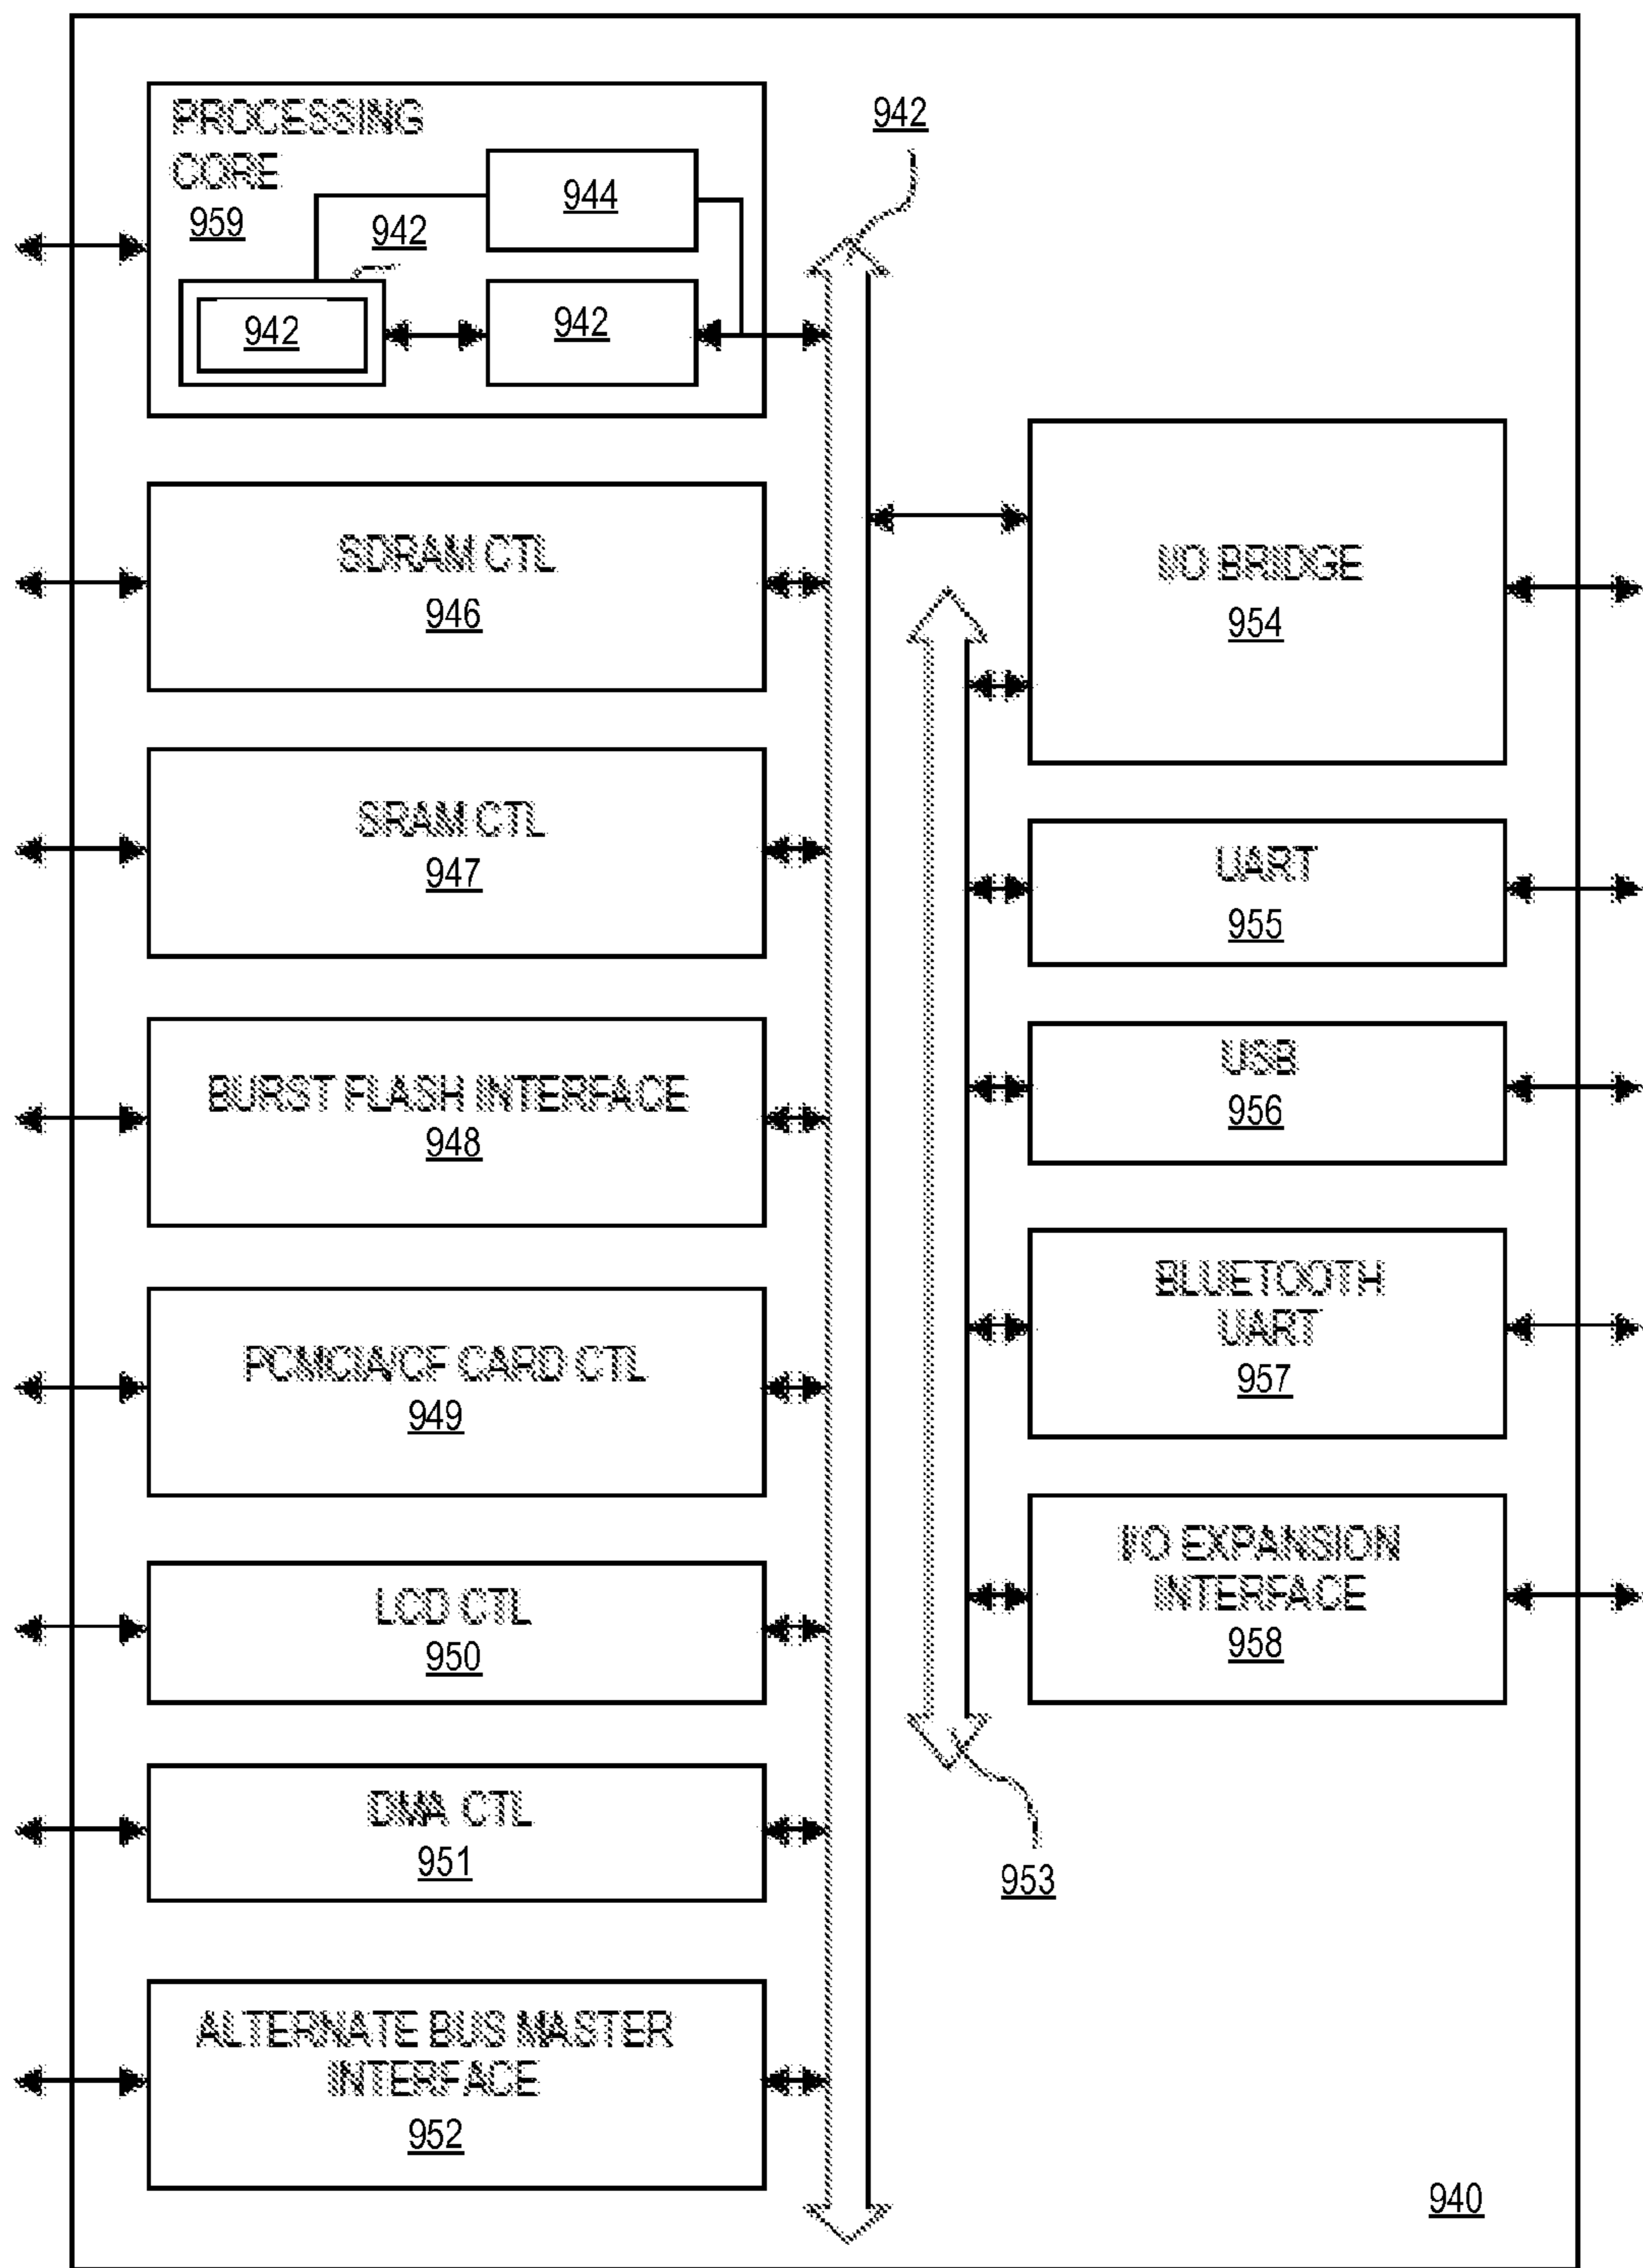 PROCESSING
CORE
959
944
942
942
942
942
SDRAM CTL
946
SRAM CTL
947
BURST FLASH INTERFACE
948
PCMCIA/CF CARD CTL
949
LCD CTL
950
DMA CTL
951
ALTERNATE BUS MASTER
INTERFACE
952
I/O BRIDGE
954
UART
955
USB
956
BLUETOOTH
UART
957
I/O EXPANSION
INTERFACE
958
953
940